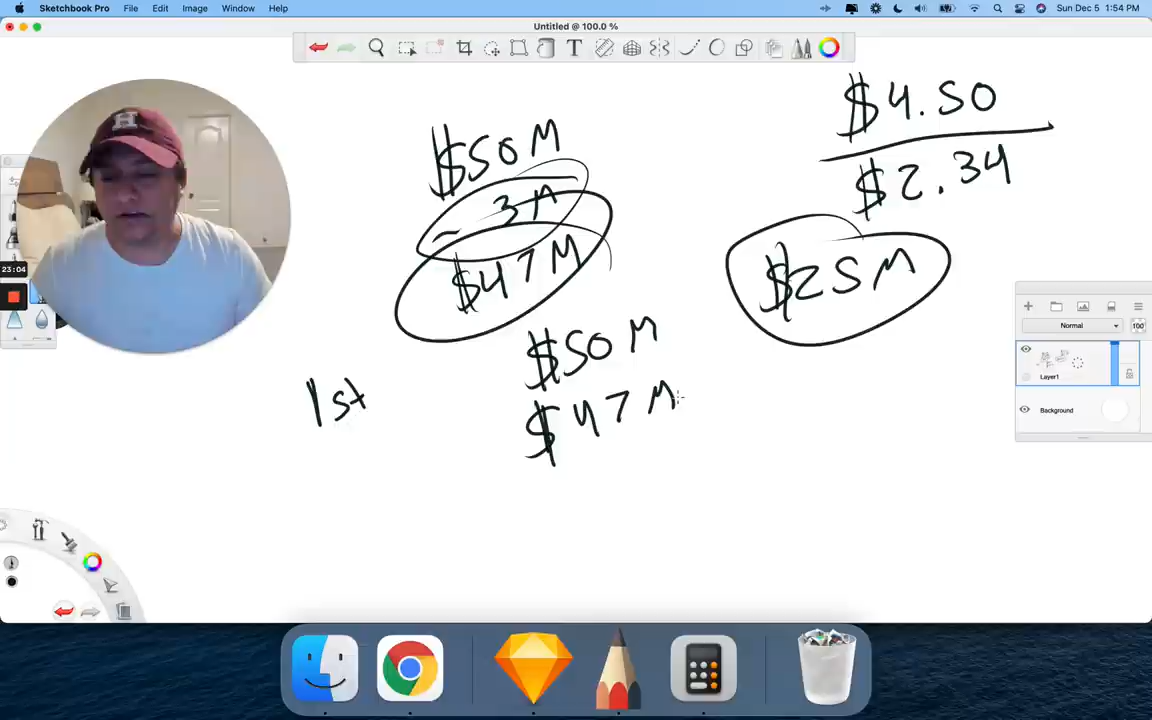 Sketchbook Pro File Edit Image Window Help
Sun Dec 5 1:54 PM
Untitled @ 100.0 %
$50M
- 3M
$47M
$4.50
$2.34
$25M
$50M
$47M
1st
H
23:04
Normal
100
Layer1
Background